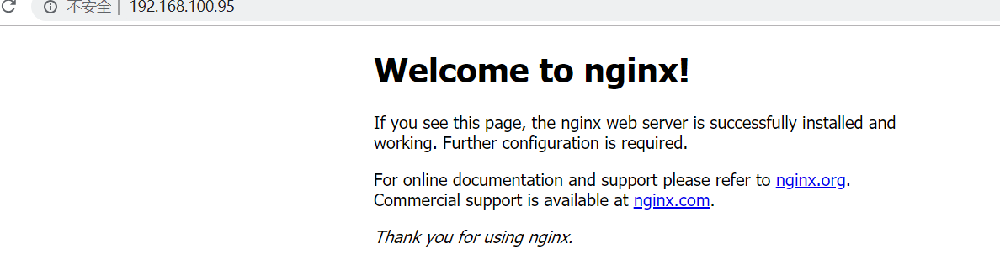 不安全 | 192.168.100.95
Welcome to nginx!
If you see this page, the nginx web server is successfully installed and
working. Further configuration is required.
For online documentation and support please refer to nginx.org.
Commercial support is available at nginx.com.
Thank you for using nginx.